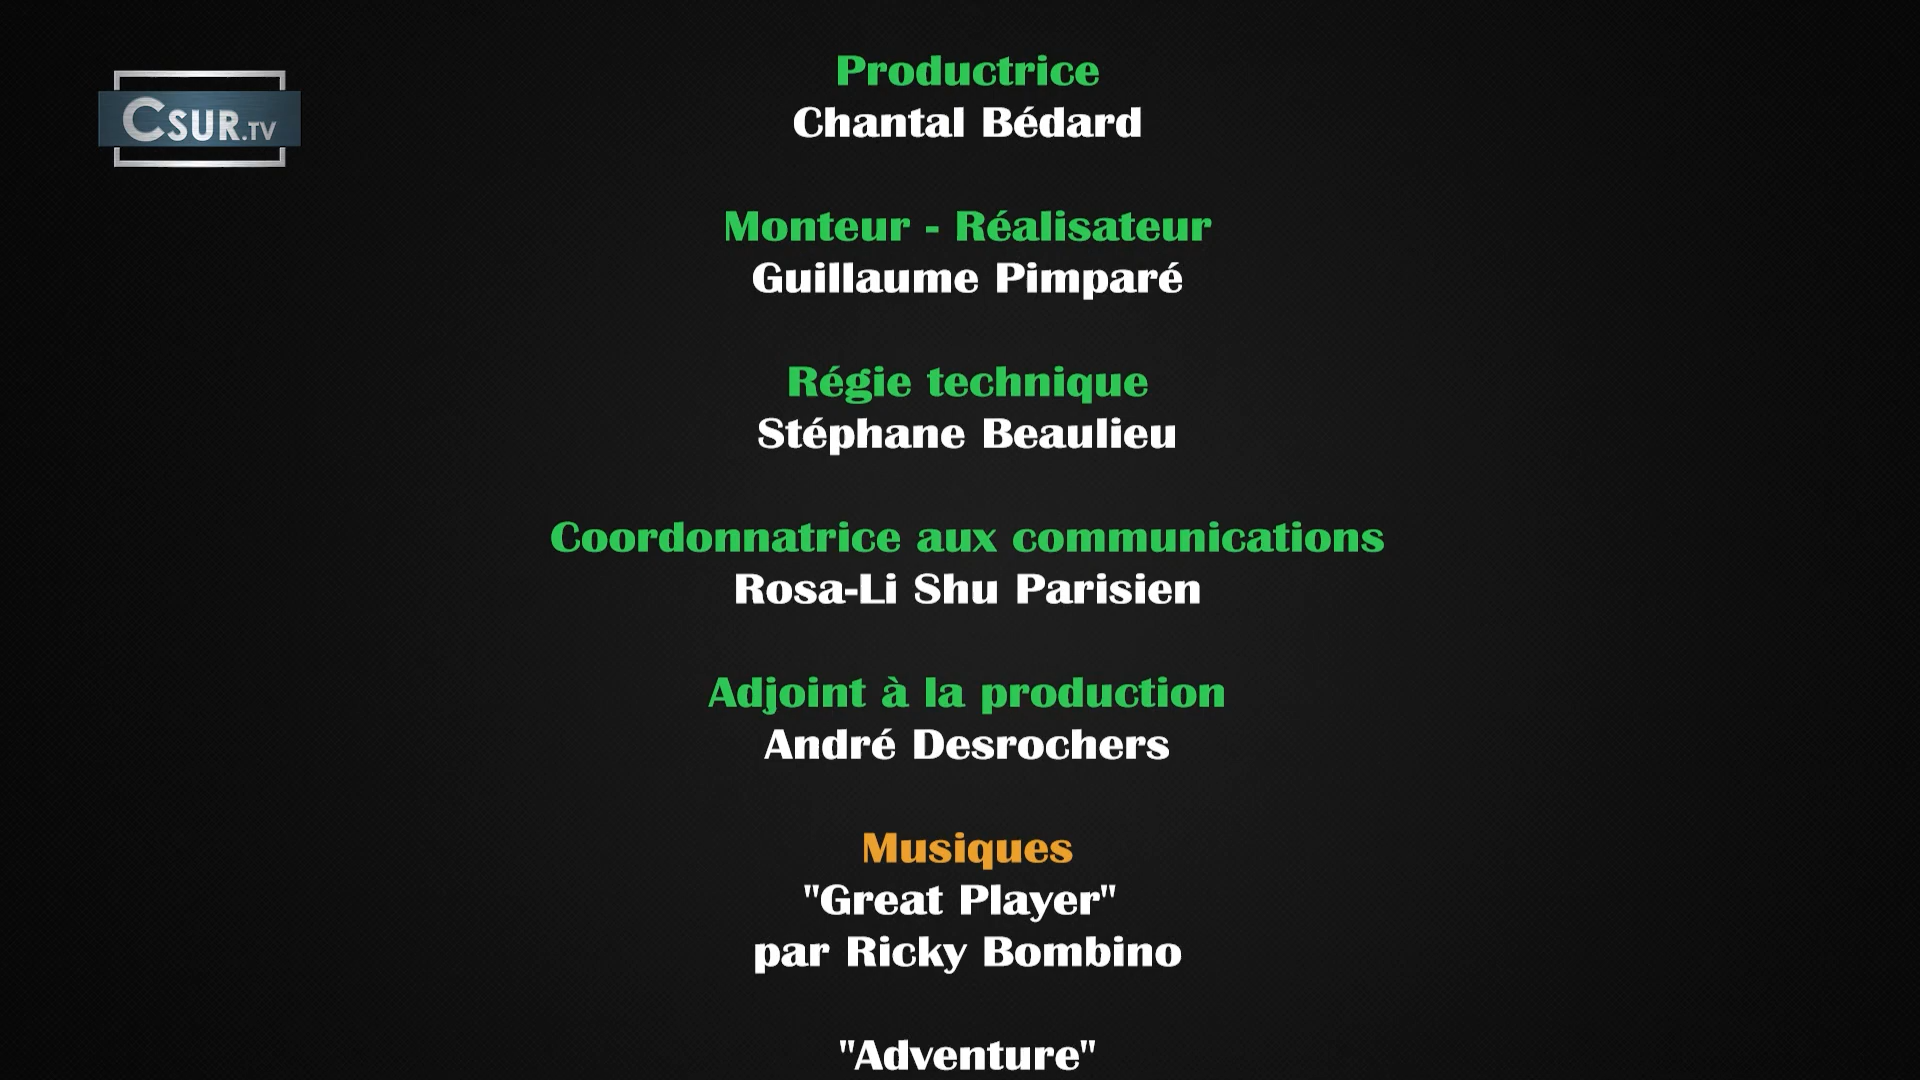 CSUR.TV
Productrice
Chantal Bédard
Monteur - Réalisateur
Guillaume Pimparé
Régie technique
Stéphane Beaulieu
Coordonnatrice aux communications
Rosa-Li Shu Parisien
Adjoint à la production
André Desrochers
Musiques
"Great Player"
par Ricky Bombino
"Adventure"